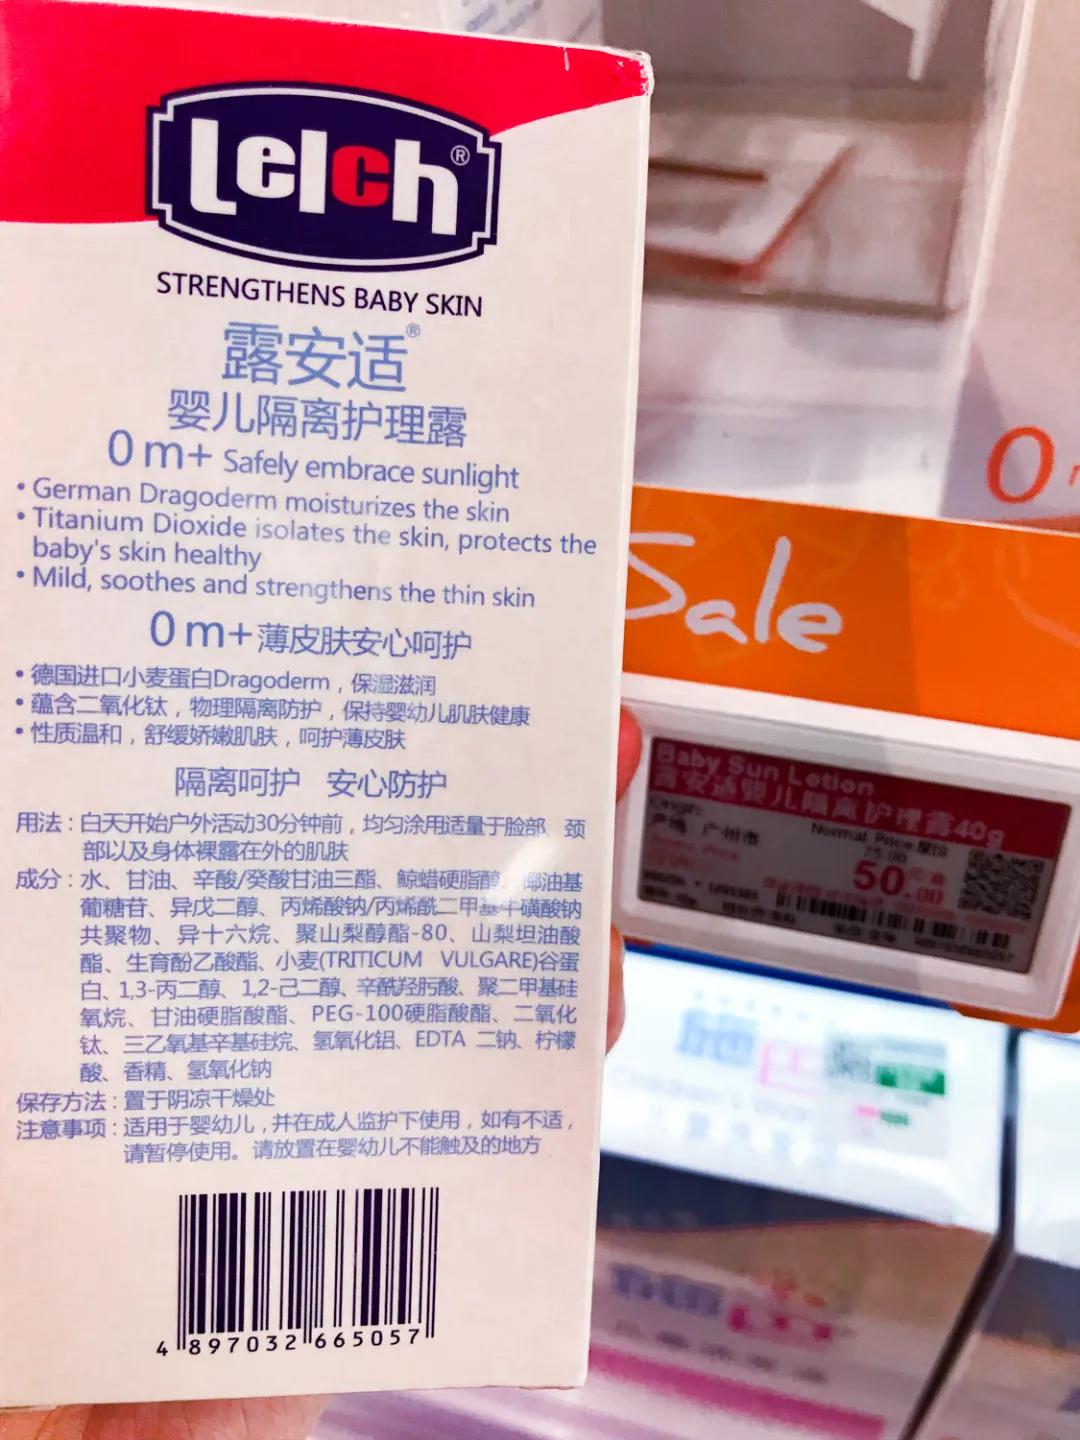 Lelch®
STRENGTHENS BABY SKIN
露安适®
婴儿隔离护理露
0 m+ Safely embrace sunlight
• German Dragoderm moisturizes the skin
• Titanium Dioxide isolates the skin, protects the
baby's skin healthy
• Mild, soothes and strengthens the thin skin
0 m+薄皮肤安心呵护
• 德国进口小麦蛋白Dragoderm，保湿滋润
• 蕴含二氧化钛，物理隔离防护，保持婴幼儿肌肤健康
• 性质温和，舒缓娇嫩肌肤，呵护薄皮肤
隔离呵护 安心防护
用法：白天开始户外活动30分钟前，均匀涂用适量于脸部、颈
部以及身体裸露在外的肌肤
成分：水、甘油、辛酸/癸酸甘油三酯、鲸蜡硬脂醇、椰油基
葡糖苷、异戊二醇、丙烯酸钠/丙烯酰二甲基牛磺酸钠
共聚物、异十六烷、聚山梨醇酯-80、山梨坦油酸
酯、生育酚乙酸酯、小麦(TRITICUM VULGARE)谷蛋
白、1,3-丙二醇、1,2-己二醇、辛酰羟肟酸、聚二甲基硅
氧烷、甘油硬脂酸酯、PEG-100硬脂酸酯、二氧化
钛、三乙氧基辛基硅烷、氢氧化铝、EDTA 二钠、柠檬
酸、香精、氢氧化钠
保存方法：置于阴凉干燥处
注意事项：适用于婴幼儿，并在成人监护下使用，如有不适，
请暂停使用。请放置在婴幼儿不能触及的地方
4 897032 665057
0
Sale
Baby Sun Lotion
露安适婴儿隔离护理露40g
Origin:
产地：广州市
Normal Price
75.00
50.00